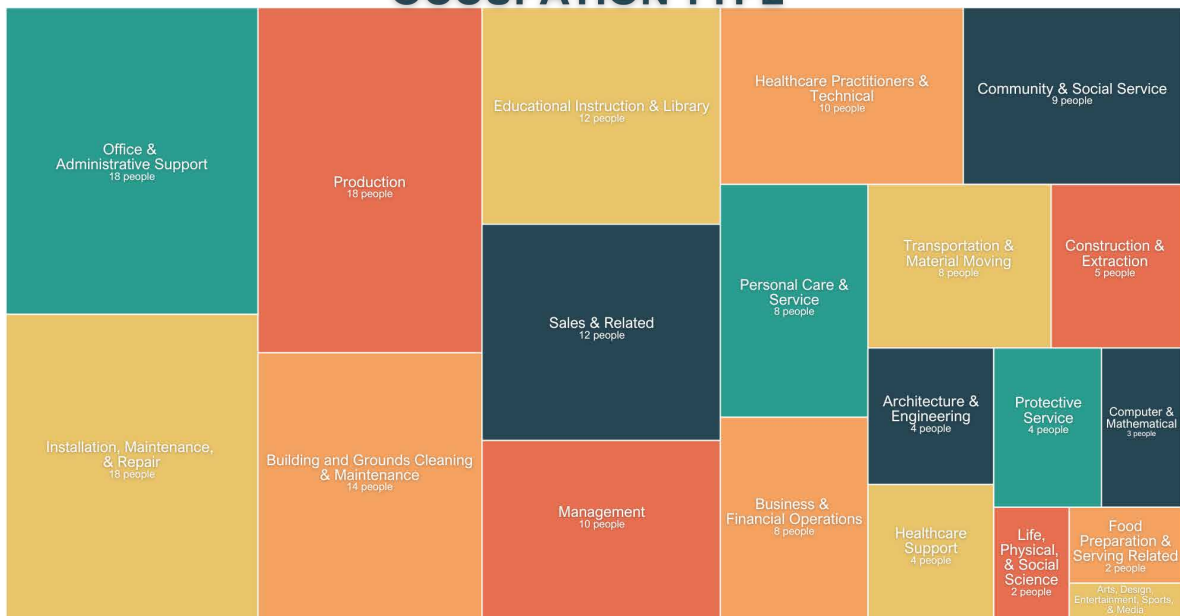 OCCUPATION TYPE
Office &
Administrative Support
18 people
Production
18 people
Educational Instruction & Library
12 people
Healthcare Practitioners &
Technical
10 people
Community & Social Service
9 people
Sales & Related
12 people
Personal Care &
Service
8 people
Transportation &
Material Moving
8 people
Construction &
Extraction
5 people
Installation, Maintenance,
& Repair
18 people
Building and Grounds Cleaning
& Maintenance
14 people
Management
10 people
Business &
Financial Operations
8 people
Architecture &
Engineering
4 people
Protective
Service
4 people
Computer &
Mathematical
3 people
Healthcare
Support
4 people
Life,
Physical,
& Social
Science
2 people
Food
Preparation &
Serving Related
2 people
Arts, Design,
Entertainment, Sports,
& Media